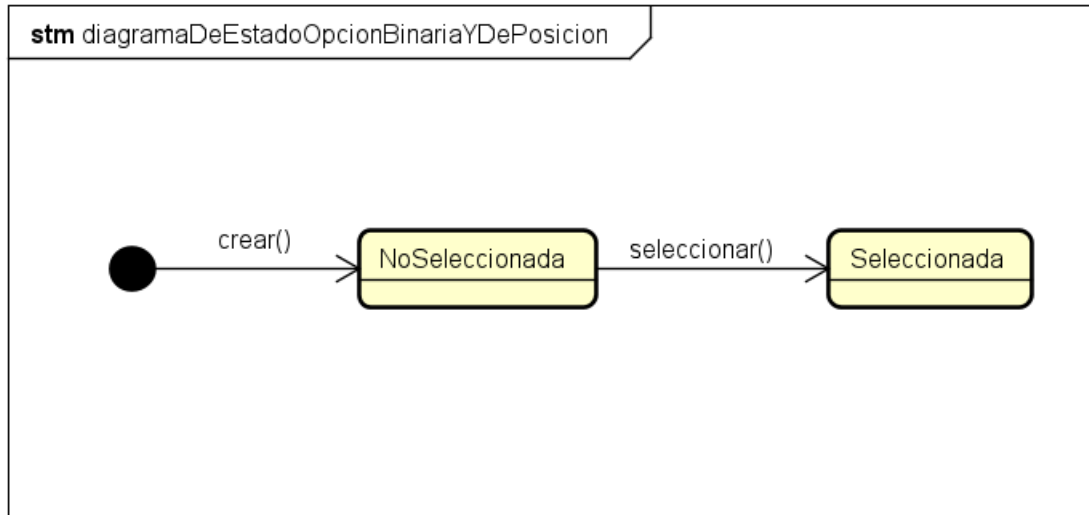 stm diagramaDeEstadoOpcionBinariaYDePosicion
crear()
NoSeleccionada
seleccionar()
Seleccionada